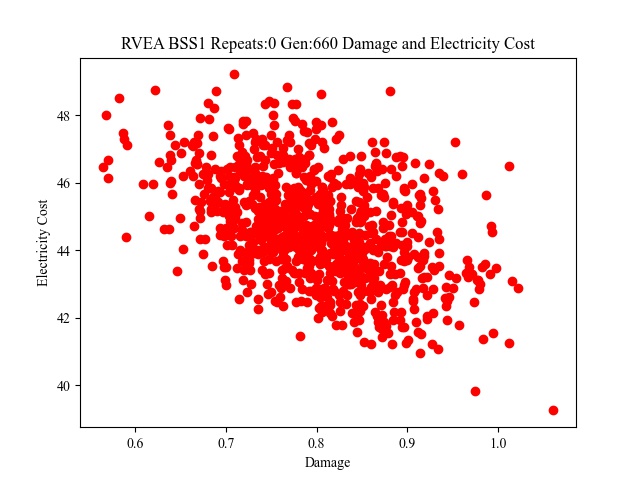 RVEA BSS1 Repeats:0 Gen:660 Damage and Electricity Cost
48
46
44
42
40
Electricity Cost
0.6 0.7 0.8 0.9 1.0
Damage